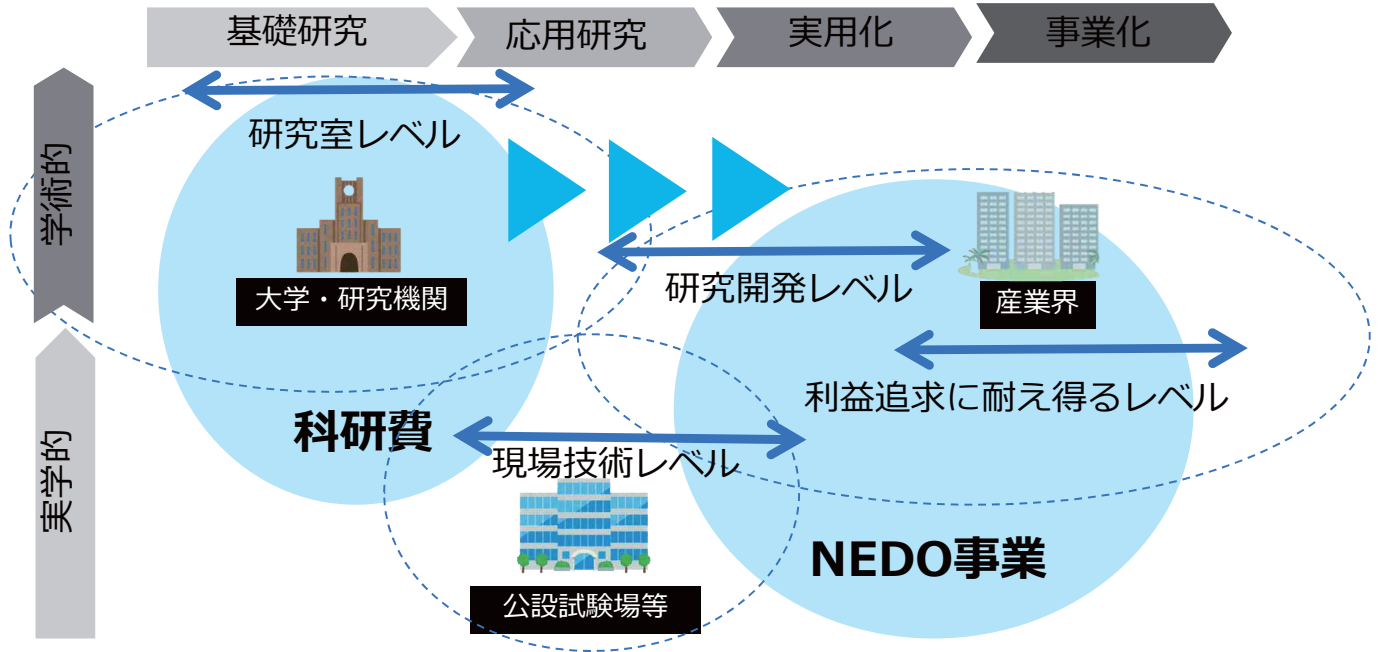 基礎研究
応用研究
実用化
事業化
学術的
実学的
研究室レベル
大学・研究機関
科研費
研究開発レベル
産業界
利益追求に耐え得るレベル
現場技術レベル
公設試験場等
NEDO事業